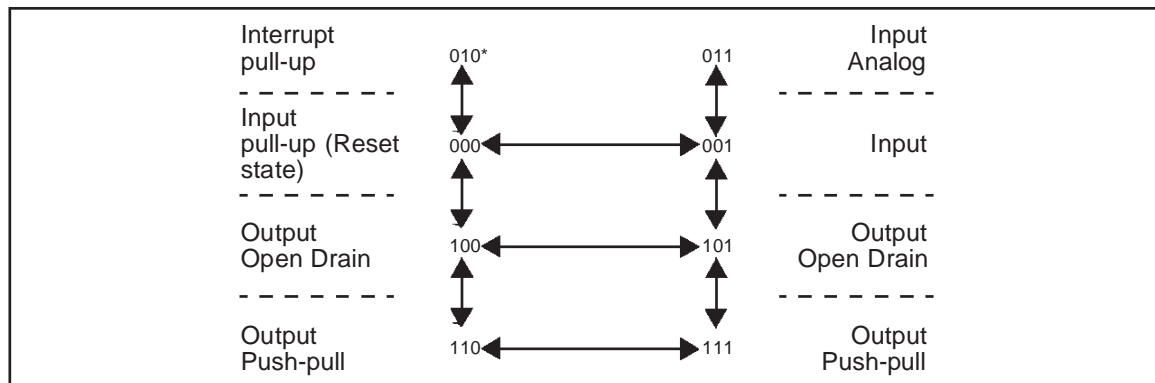 Interrupt
pull-up
010*
011
Input
Analog
Input
pull-up (Reset
state)
000
001
Input
Output
Open Drain
100
101
Output
Open Drain
Output
Push-pull
110
111
Output
Push-pull